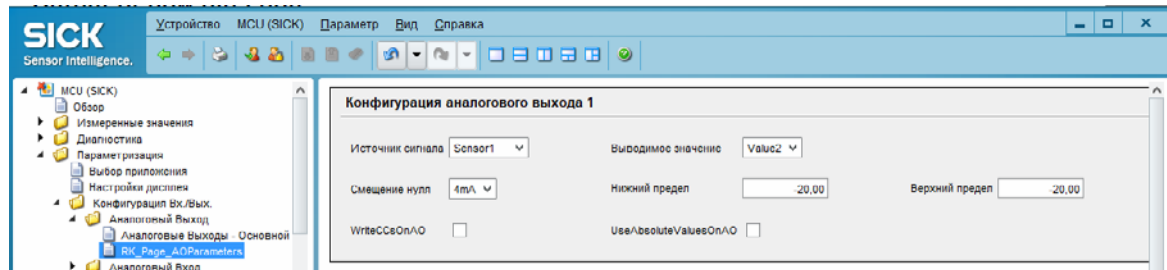 SICK
Sensor Intelligence.
Устройство MCU (SICK) Параметр Вид Справка
MCU (SICK)
Обзор
Измеренные значения
Диагностика
Параметризация
Выбор приложения
Настройки дисплея
Конфигурация Вх./Вых.
Аналоговый Выход
Аналоговые Выходы - Основной
RK_Page_AOParameters
Аналоговый Вход
Конфигурация аналогового выхода 1
Источник сигнала Sensor1 Выводимое значение Value2
Смещение нуля 4mA Нижний предел -20,00 Верхний предел -20,00
WriteCCsOnAO UseAbsoluteValuesOnAO